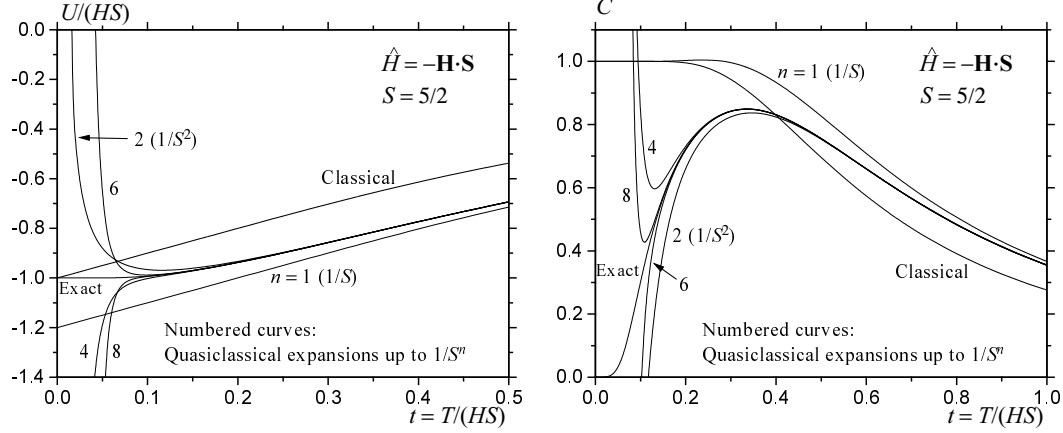 U/(HS)
0.0
-0.2
-0.4
-0.6
-0.8
-1.0
-1.2
-1.4
0.0
0.1
0.2
0.3
0.4
0.5
t = T/(HS)
Ĥ = −H·S
S = 5/2
2 (1/S²)
6
Classical
Exact
n = 1 (1/S)
4
8
Numbered curves:
Quasiclassical expansions up to 1/Sⁿ
C
1.0
0.8
0.6
0.4
0.2
0.0
0.0
0.2
0.4
0.6
0.8
1.0
t = T/(HS)
n = 1 (1/S)
Ĥ = −H·S
S = 5/2
4
8
2 (1/S²)
Exact
6
Classical
Numbered curves:
Quasiclassical expansions up to 1/Sⁿ